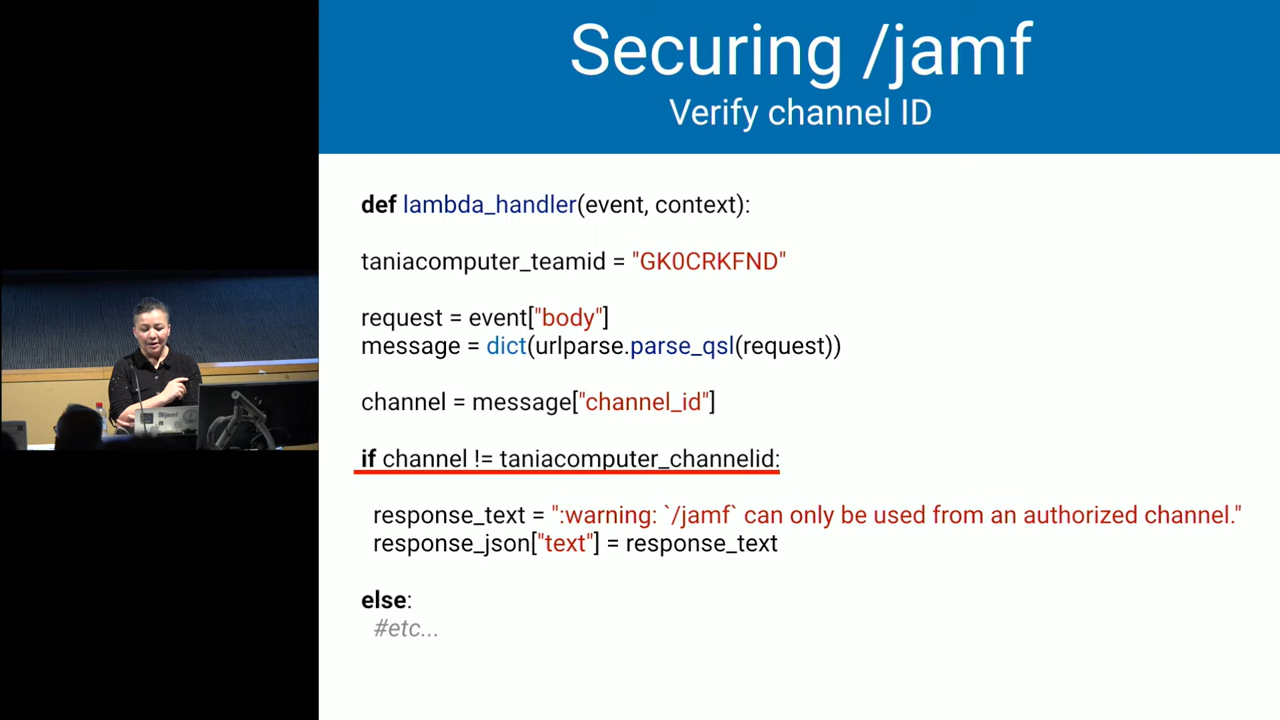 Securing /jamf
Verify channel ID
def lambda_handler(event, context):
taniacomputer_teamid = "GK0CRKFND"
request = event["body"]
message = dict(urlparse.parse_qsl(request))
channel = message["channel_id"]
if channel != taniacomputer_channelid:
response_text = ":warning: `/jamf` can only be used from an authorized channel."
response_json["text"] = response_text
else:
#etc...